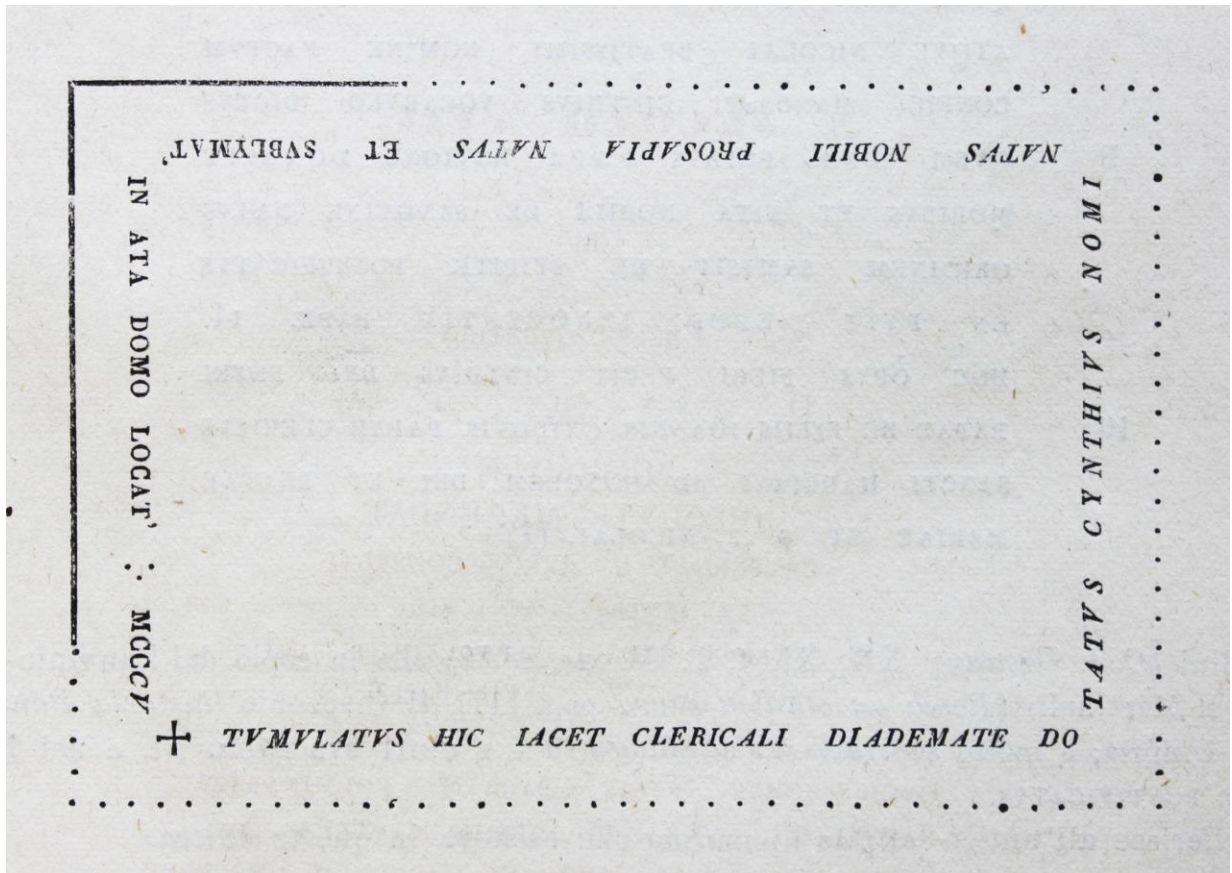 + TVMVLATVS HIC IACET CLERICALI DIADEMATE DO
TATVS CYNTHIVS NOMI
NATVS NOBILI PROSAPIA NATVS ET SVBLYMAT'
IN ATA DOMO LOCAT' ⁖ MCCCV